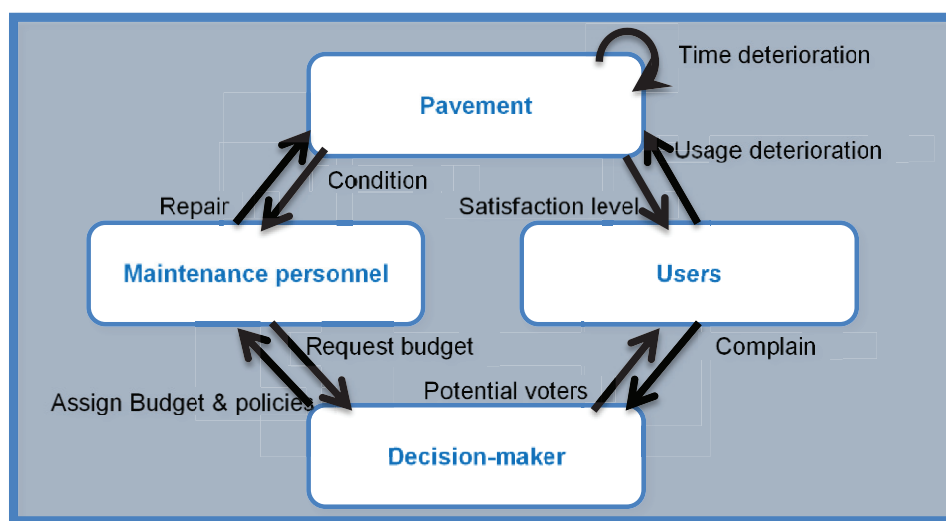 Time deterioration
Pavement
Usage deterioration
Condition
Repair
Satisfaction level
Maintenance personnel
Users
Request budget
Complain
Potential voters
Assign Budget & policies
Decision-maker